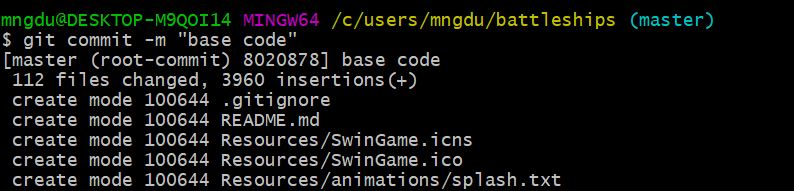 mngdu@DESKTOP-M9QOI14 MINGW64 /c/users/mngdu/battleships (master)
$ git commit -m "base code"
[master (root-commit) 8020878] base code
 112 files changed, 3960 insertions(+)
 create mode 100644 .gitignore
 create mode 100644 README.md
 create mode 100644 Resources/SwinGame.icns
 create mode 100644 Resources/SwinGame.ico
 create mode 100644 Resources/animations/splash.txt